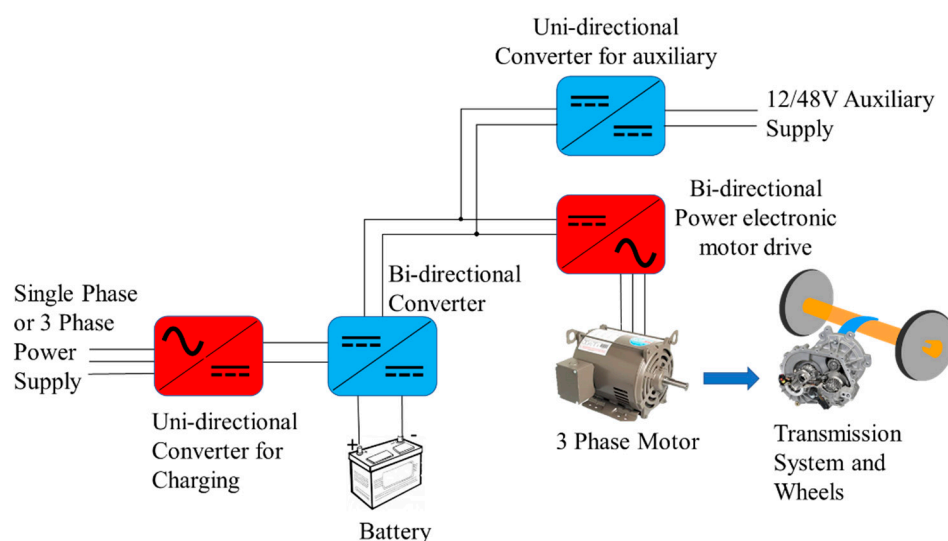 Uni-directional
Converter for auxiliary
12/48V Auxiliary
Supply
Bi-directional
Power electronic
motor drive
Bi-directional
Converter
Single Phase
or 3 Phase
Power
Supply
Uni-directional
Converter for
Charging
+ -
Battery
3 Phase Motor
Transmission
System and
Wheels